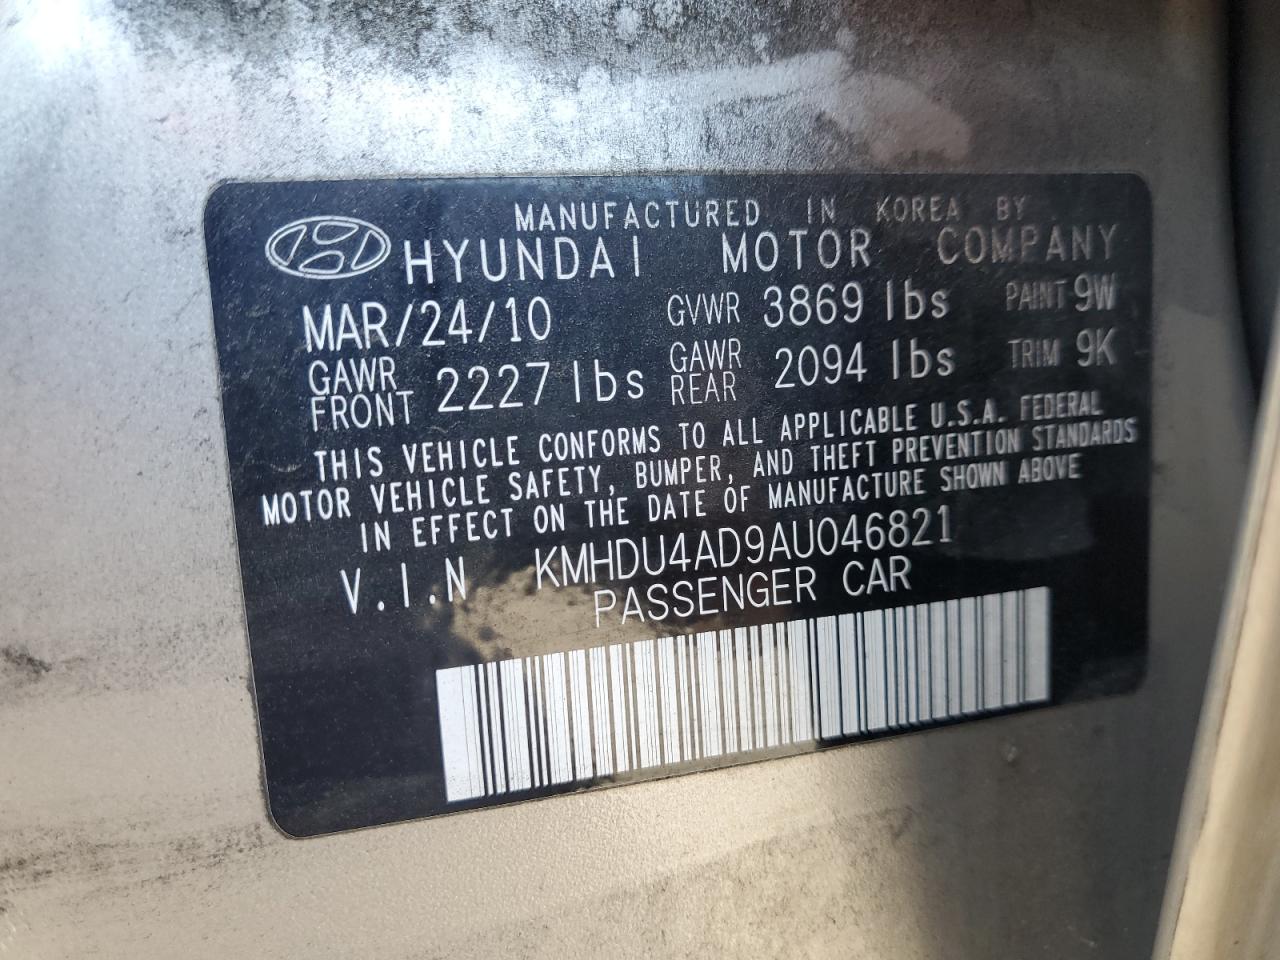 MANUFACTURED IN KOREA BY
HYUNDAI MOTOR COMPANY
MAR/24/10 GVWR 3869 lbs PAINT 9W
GAWR FRONT 2227 lbs GAWR REAR 2094 lbs TRIM 9K
THIS VEHICLE CONFORMS TO ALL APPLICABLE U.S.A. FEDERAL
MOTOR VEHICLE SAFETY, BUMPER, AND THEFT PREVENTION STANDARDS
IN EFFECT ON THE DATE OF MANUFACTURE SHOWN ABOVE
V.I.N KMHDU4AD9AU046821
PASSENGER CAR